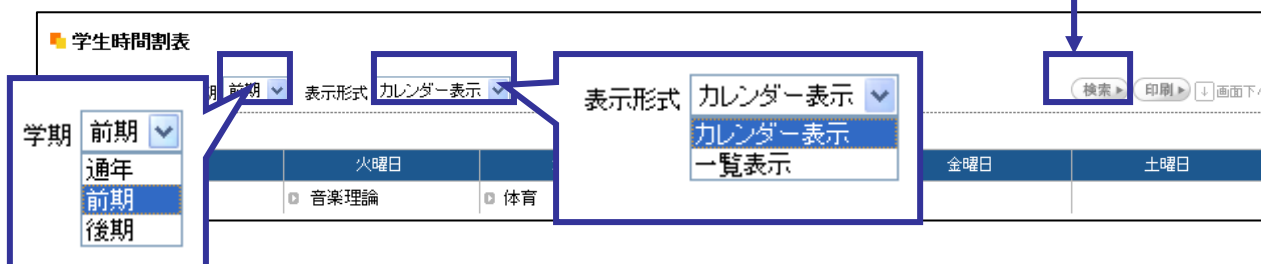 学生時間割表
期 前期 表示形式 カレンダー表示 検索 印刷 画面下へ
学期 前期
通年
前期
後期
表示形式 カレンダー表示
カレンダー表示
一覧表示
火曜日 金曜日 土曜日
音楽理論 体育